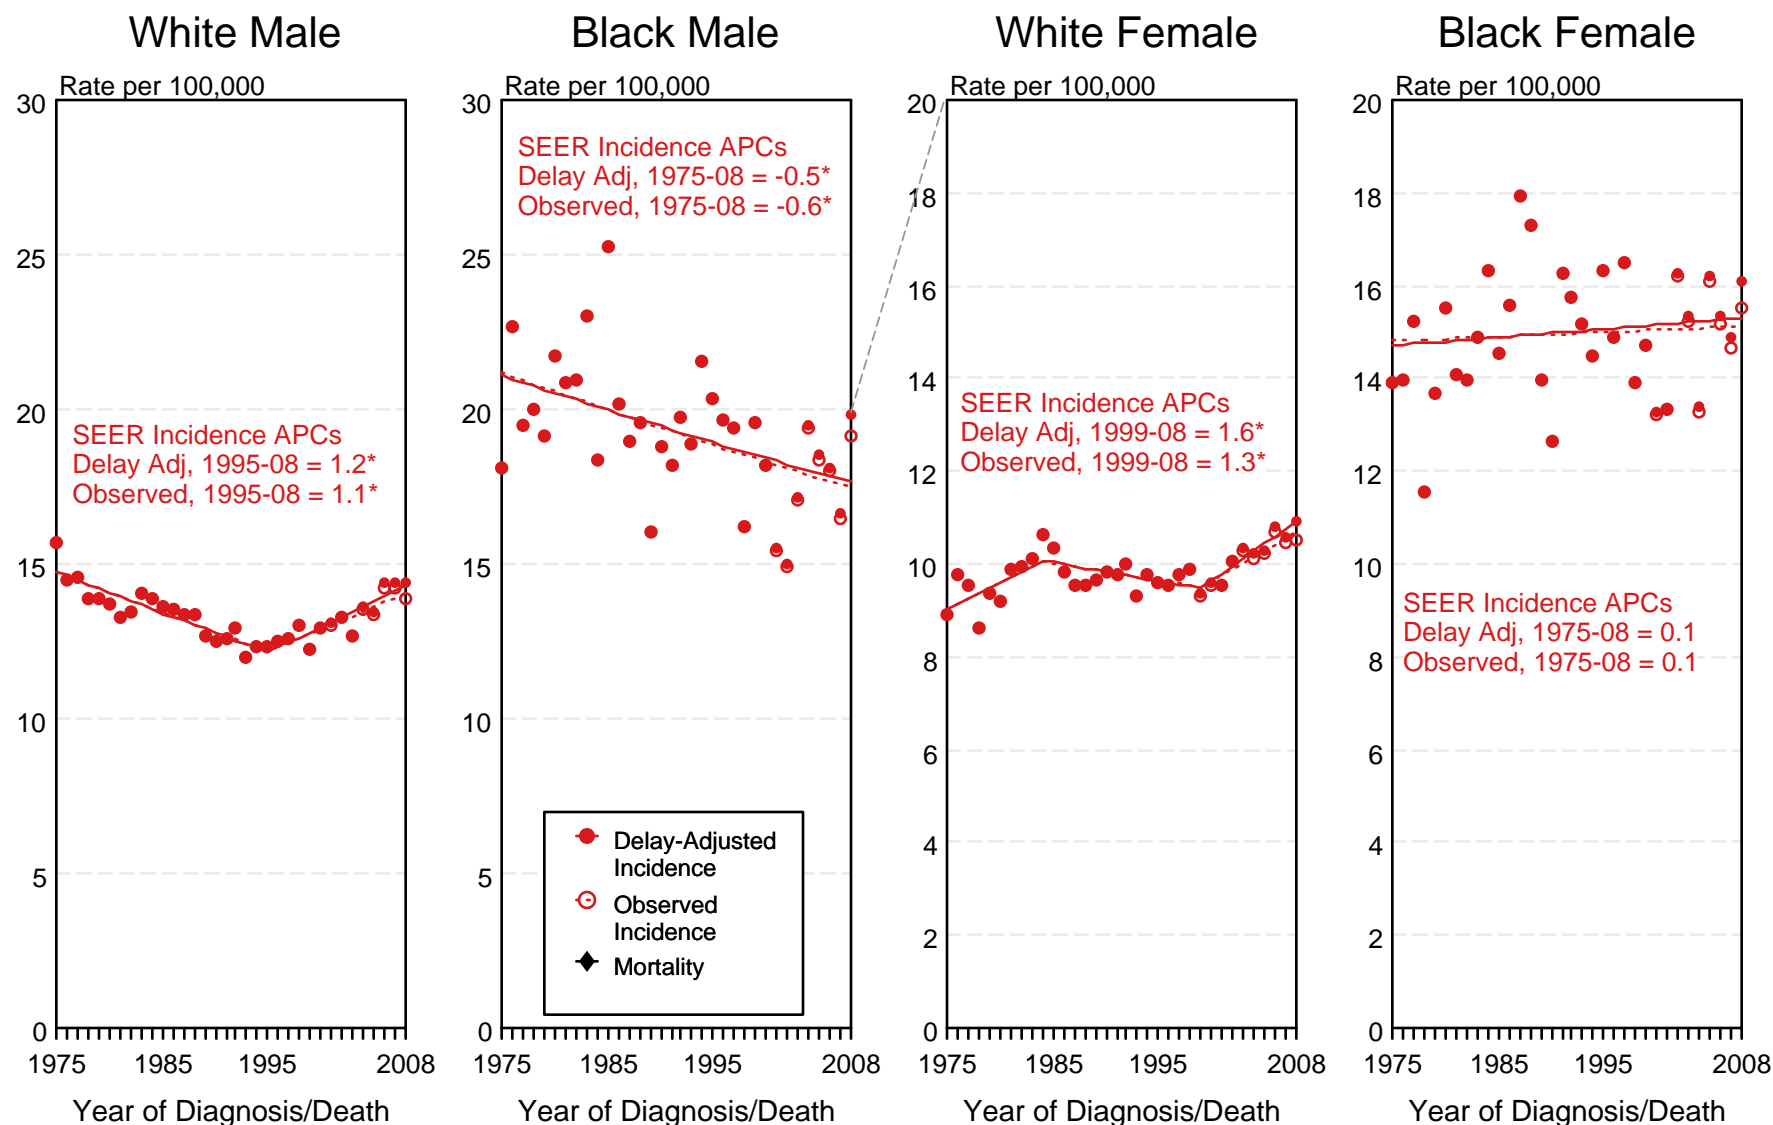 White Male
Black Male
White Female
Black Female
Rate per 100,000
Rate per 100,000
Rate per 100,000
Rate per 100,000
30
25
20
15
10
5
0
SEER Incidence APCs
Delay Adj, 1995-08 = 1.2*
Observed, 1995-08 = 1.1*
1975
1985
1995
2008
Year of Diagnosis/Death
30
25
20
15
10
5
0
SEER Incidence APCs
Delay Adj, 1975-08 = -0.5*
Observed, 1975-08 = -0.6*
Delay-Adjusted
Incidence
Observed
Incidence
Mortality
1975
1985
1995
2008
Year of Diagnosis/Death
20
18
16
14
12
10
8
6
4
2
0
SEER Incidence APCs
Delay Adj, 1999-08 = 1.6*
Observed, 1999-08 = 1.3*
1975
1985
1995
2008
Year of Diagnosis/Death
20
18
16
14
12
10
8
6
4
2
0
SEER Incidence APCs
Delay Adj, 1975-08 = 0.1
Observed, 1975-08 = 0.1
1975
1985
1995
2008
Year of Diagnosis/Death